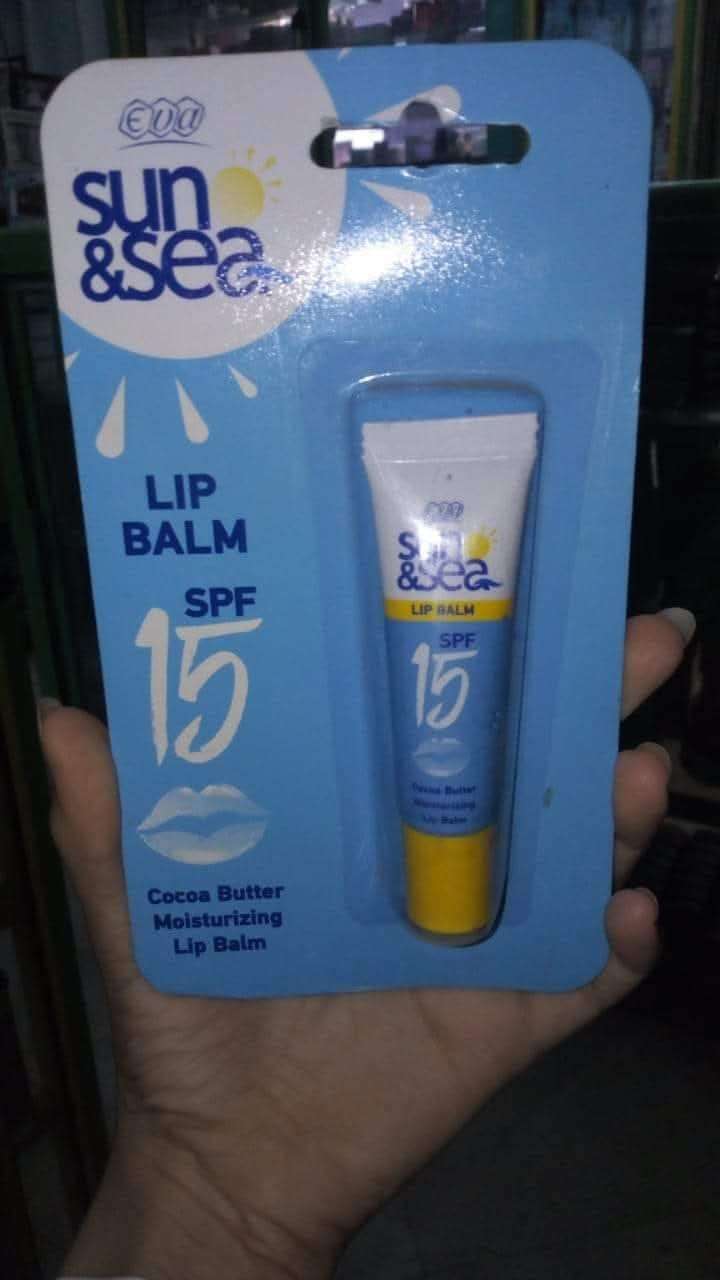 eva
sun
&sea
LIP
BALM
SPF
15
Cocoa Butter
Moisturizing
Lip Balm
eva
sun
&sea
LIP BALM
SPF
15
Cocoa Butter
Moisturizing
Lip Balm